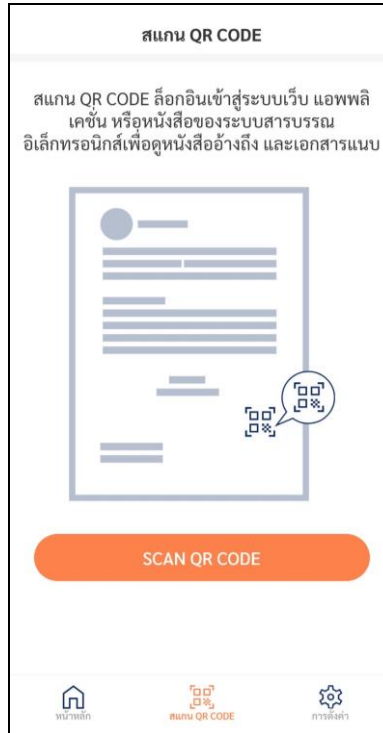 สแกน QR CODE
สแกน QR CODE ล็อกอินเข้าสู่ระบบเว็บ แอพพลิ
เคชั่น หรือหนังสือของระบบสารบรรณ
อิเล็กทรอนิกส์เพื่อดูหนังสืออ้างถึง และเอกสารแนบ
SCAN QR CODE
หน้าหลัก
สแกน QR CODE
การตั้งค่า